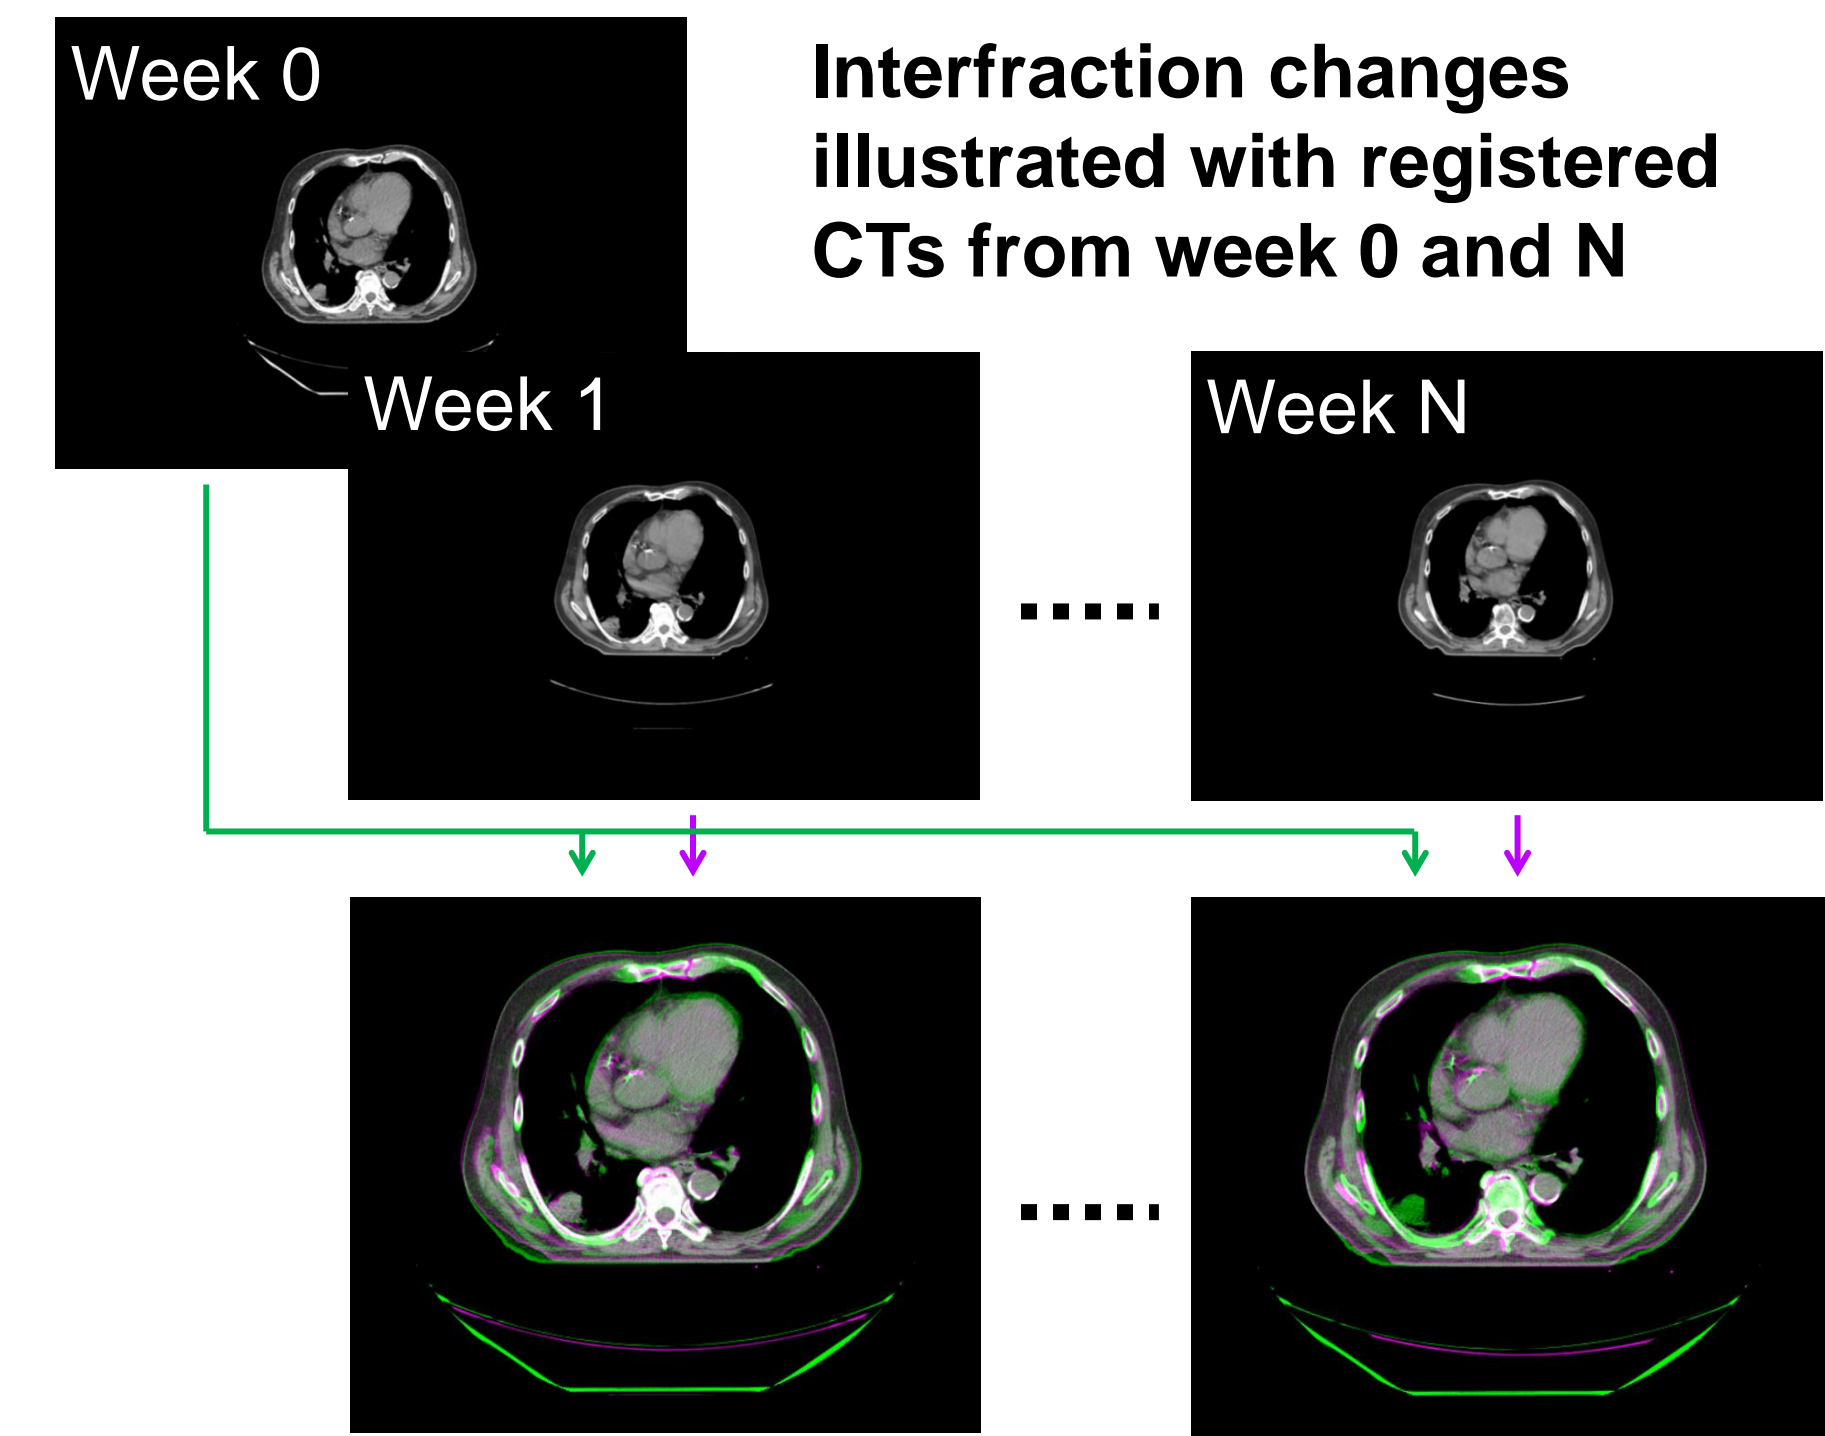 Week 0
Interfraction changes
illustrated with registered
CTs from week 0 and N
Week 1
Week N